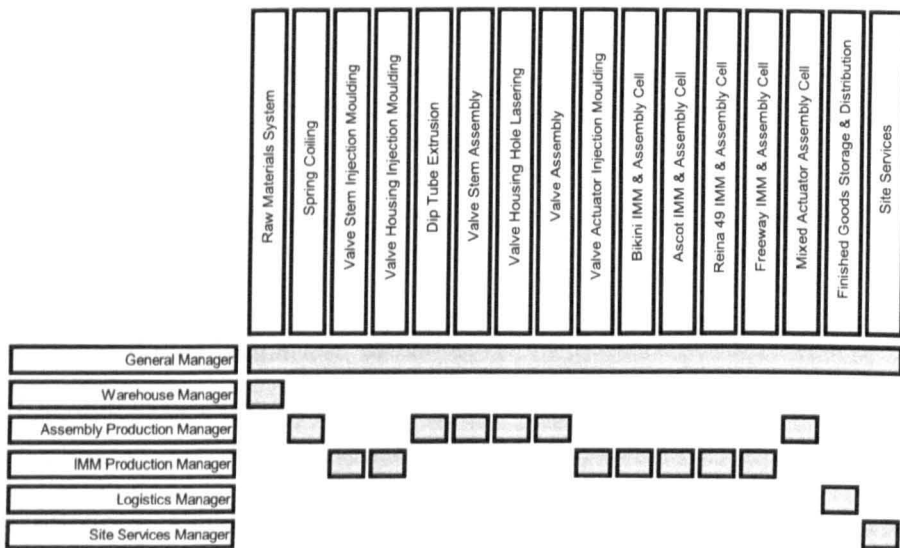 Raw Materials System
Spring Coiling
Valve Stem Injection Moulding
Valve Housing Injection Moulding
Dip Tube Extrusion
Valve Stem Assembly
Valve Housing Hole Lasering
Valve Assembly
Valve Actuator Injection Moulding
Bikini IMM & Assembly Cell
Ascot IMM & Assembly Cell
Reina 49 IMM & Assembly Cell
Freeway IMM & Assembly Cell
Mixed Actuator Assembly Cell
Finished Goods Storage & Distribution
Site Services
General Manager
Warehouse Manager
Assembly Production Manager
IMM Production Manager
Logistics Manager
Site Services Manager